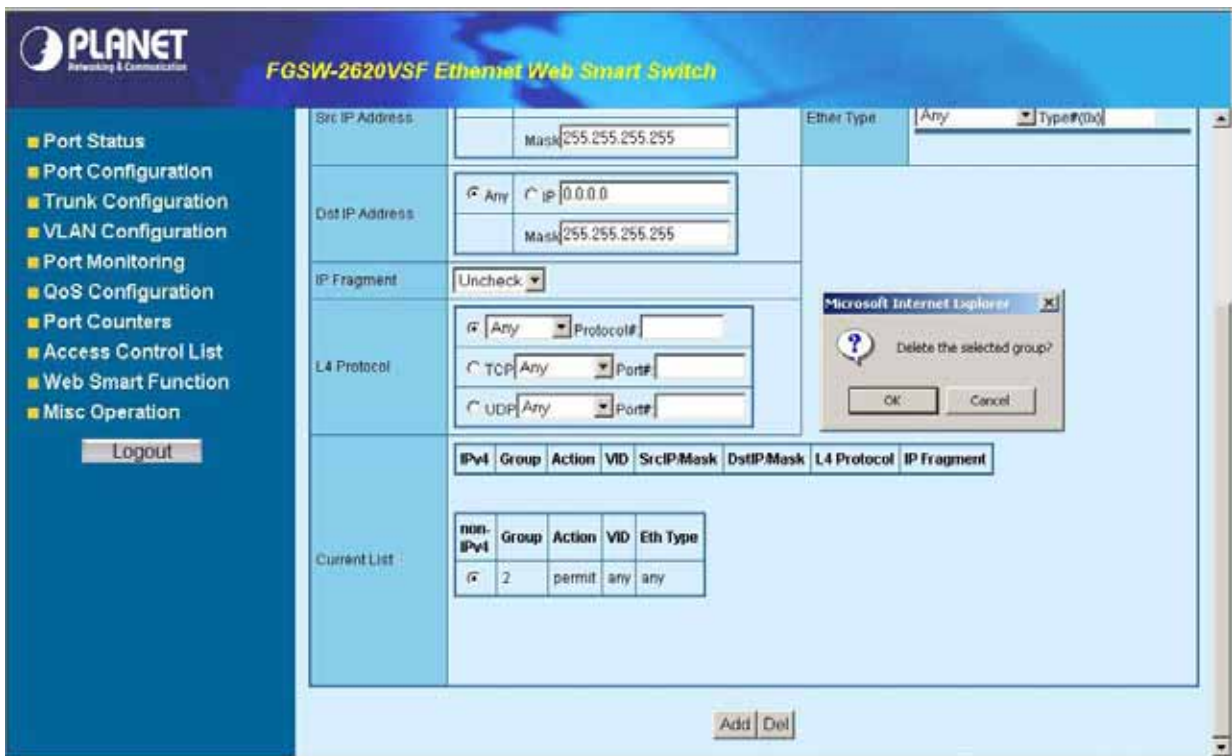 PLANET
Networking & Communication
FGSW-2620VSF Ethernet Web Smart Switch
Port Status
Port Configuration
Trunk Configuration
VLAN Configuration
Port Monitoring
QoS Configuration
Port Counters
Access Control List
Web Smart Function
Misc Operation
Logout
Src IP Address
Mask 255.255.255.255
Ether Type
Any Type#(0x)
Dst IP Address
Any IP 0.0.0.0
Mask 255.255.255.255
IP Fragment
Uncheck
L4 Protocol
Any Protocol#
TCP Any Port#
UDP Any Port#
Microsoft Internet Explorer
Delete the selected group?
OK Cancel
Current List
IPv4 Group Action VID SrcIP/Mask DstIP/Mask L4 Protocol IP Fragment
non-IPv4 Group Action VID Eth Type
2 permit any any
Add Del